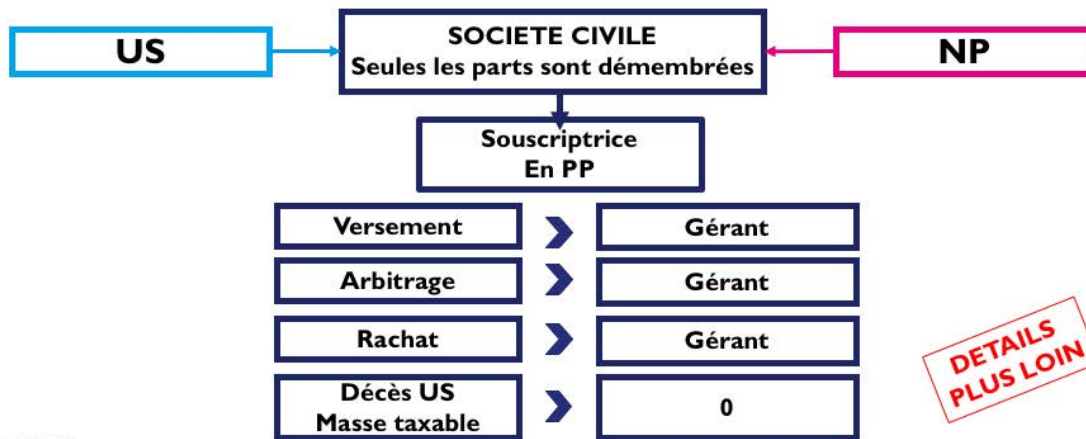 US
SOCIETE CIVILE
Seules les parts sont démembrées
NP
Souscriptrice
En PP
Versement
Gérant
Arbitrage
Gérant
Rachat
Gérant
Décès US
Masse taxable
0
DETAILS
PLUS LOIN